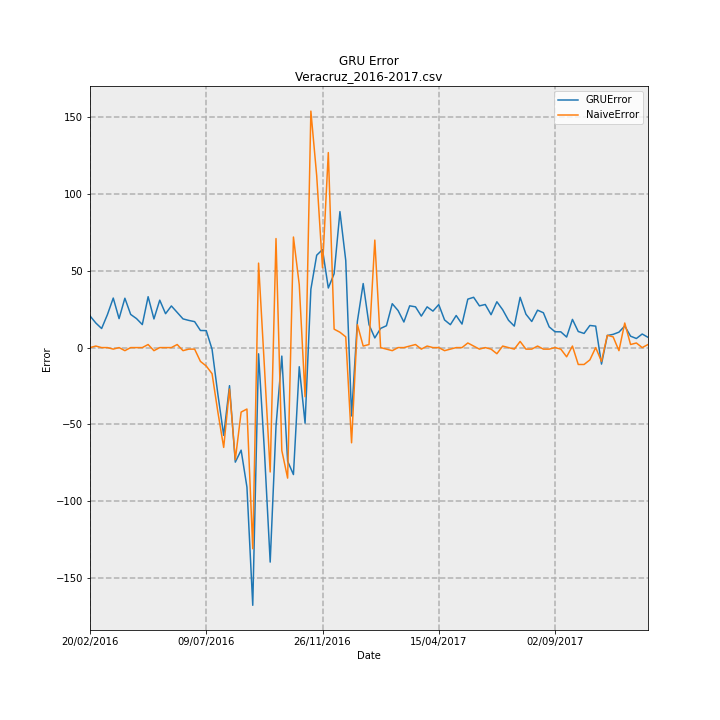 GRU Error
Veracruz_2016-2017.csv
GRUError
NaiveError
150
100
50
0
−50
−100
−150
Error
20/02/2016
09/07/2016
26/11/2016
15/04/2017
02/09/2017
Date